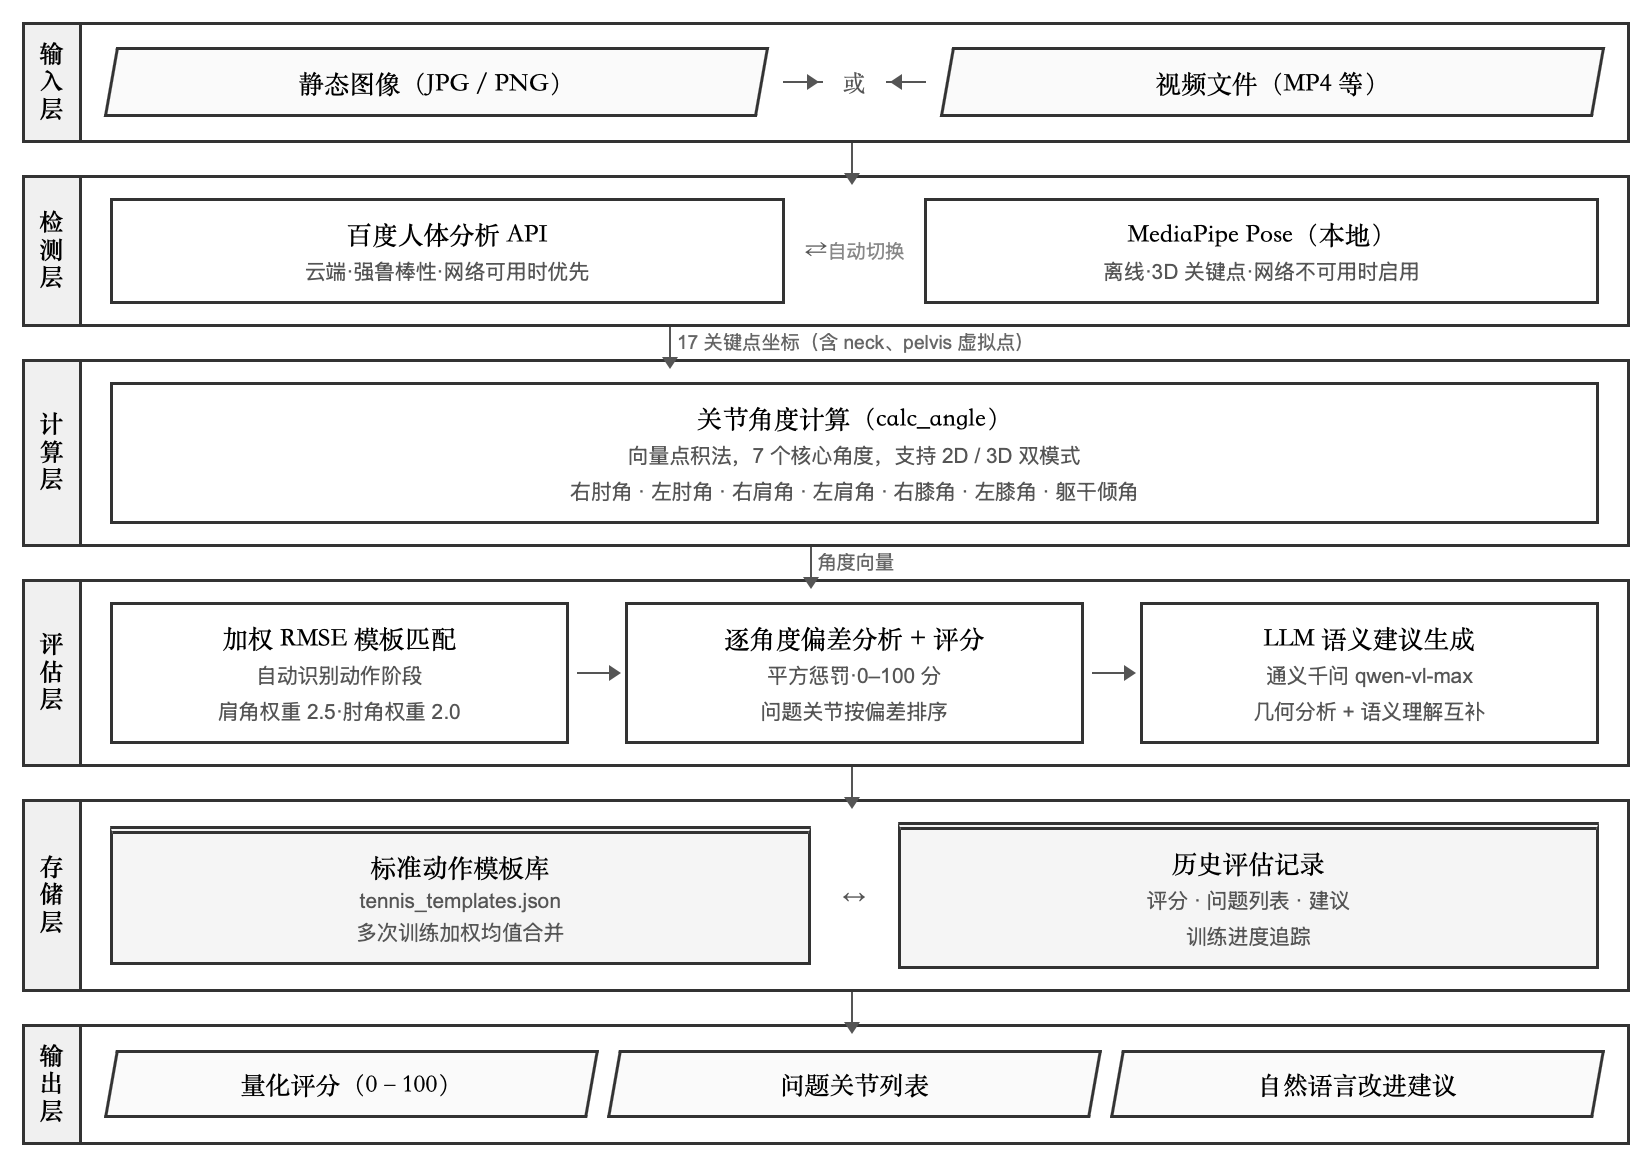 输入层
静态图像（JPG / PNG）
或
视频文件（MP4 等）
检测层
百度人体分析 API
云端·强鲁棒性·网络可用时优先
⇄自动切换
MediaPipe Pose（本地）
离线·3D 关键点·网络不可用时启用
17 关键点坐标（含 neck、pelvis 虚拟点）
计算层
关节角度计算（calc_angle）
向量点积法，7 个核心角度，支持 2D / 3D 双模式
右肘角 · 左肘角 · 右肩角 · 左肩角 · 右膝角 · 左膝角 · 躯干倾角
角度向量
评估层
加权 RMSE 模板匹配
自动识别动作阶段
肩角权重 2.5·肘角权重 2.0
逐角度偏差分析 + 评分
平方惩罚·0–100 分
问题关节按偏差排序
LLM 语义建议生成
通义千问 qwen-vl-max
几何分析 + 语义理解互补
存储层
标准动作模板库
tennis_templates.json
多次训练加权均值合并
↔
历史评估记录
评分 · 问题列表 · 建议
训练进度追踪
输出层
量化评分（0 – 100）
问题关节列表
自然语言改进建议